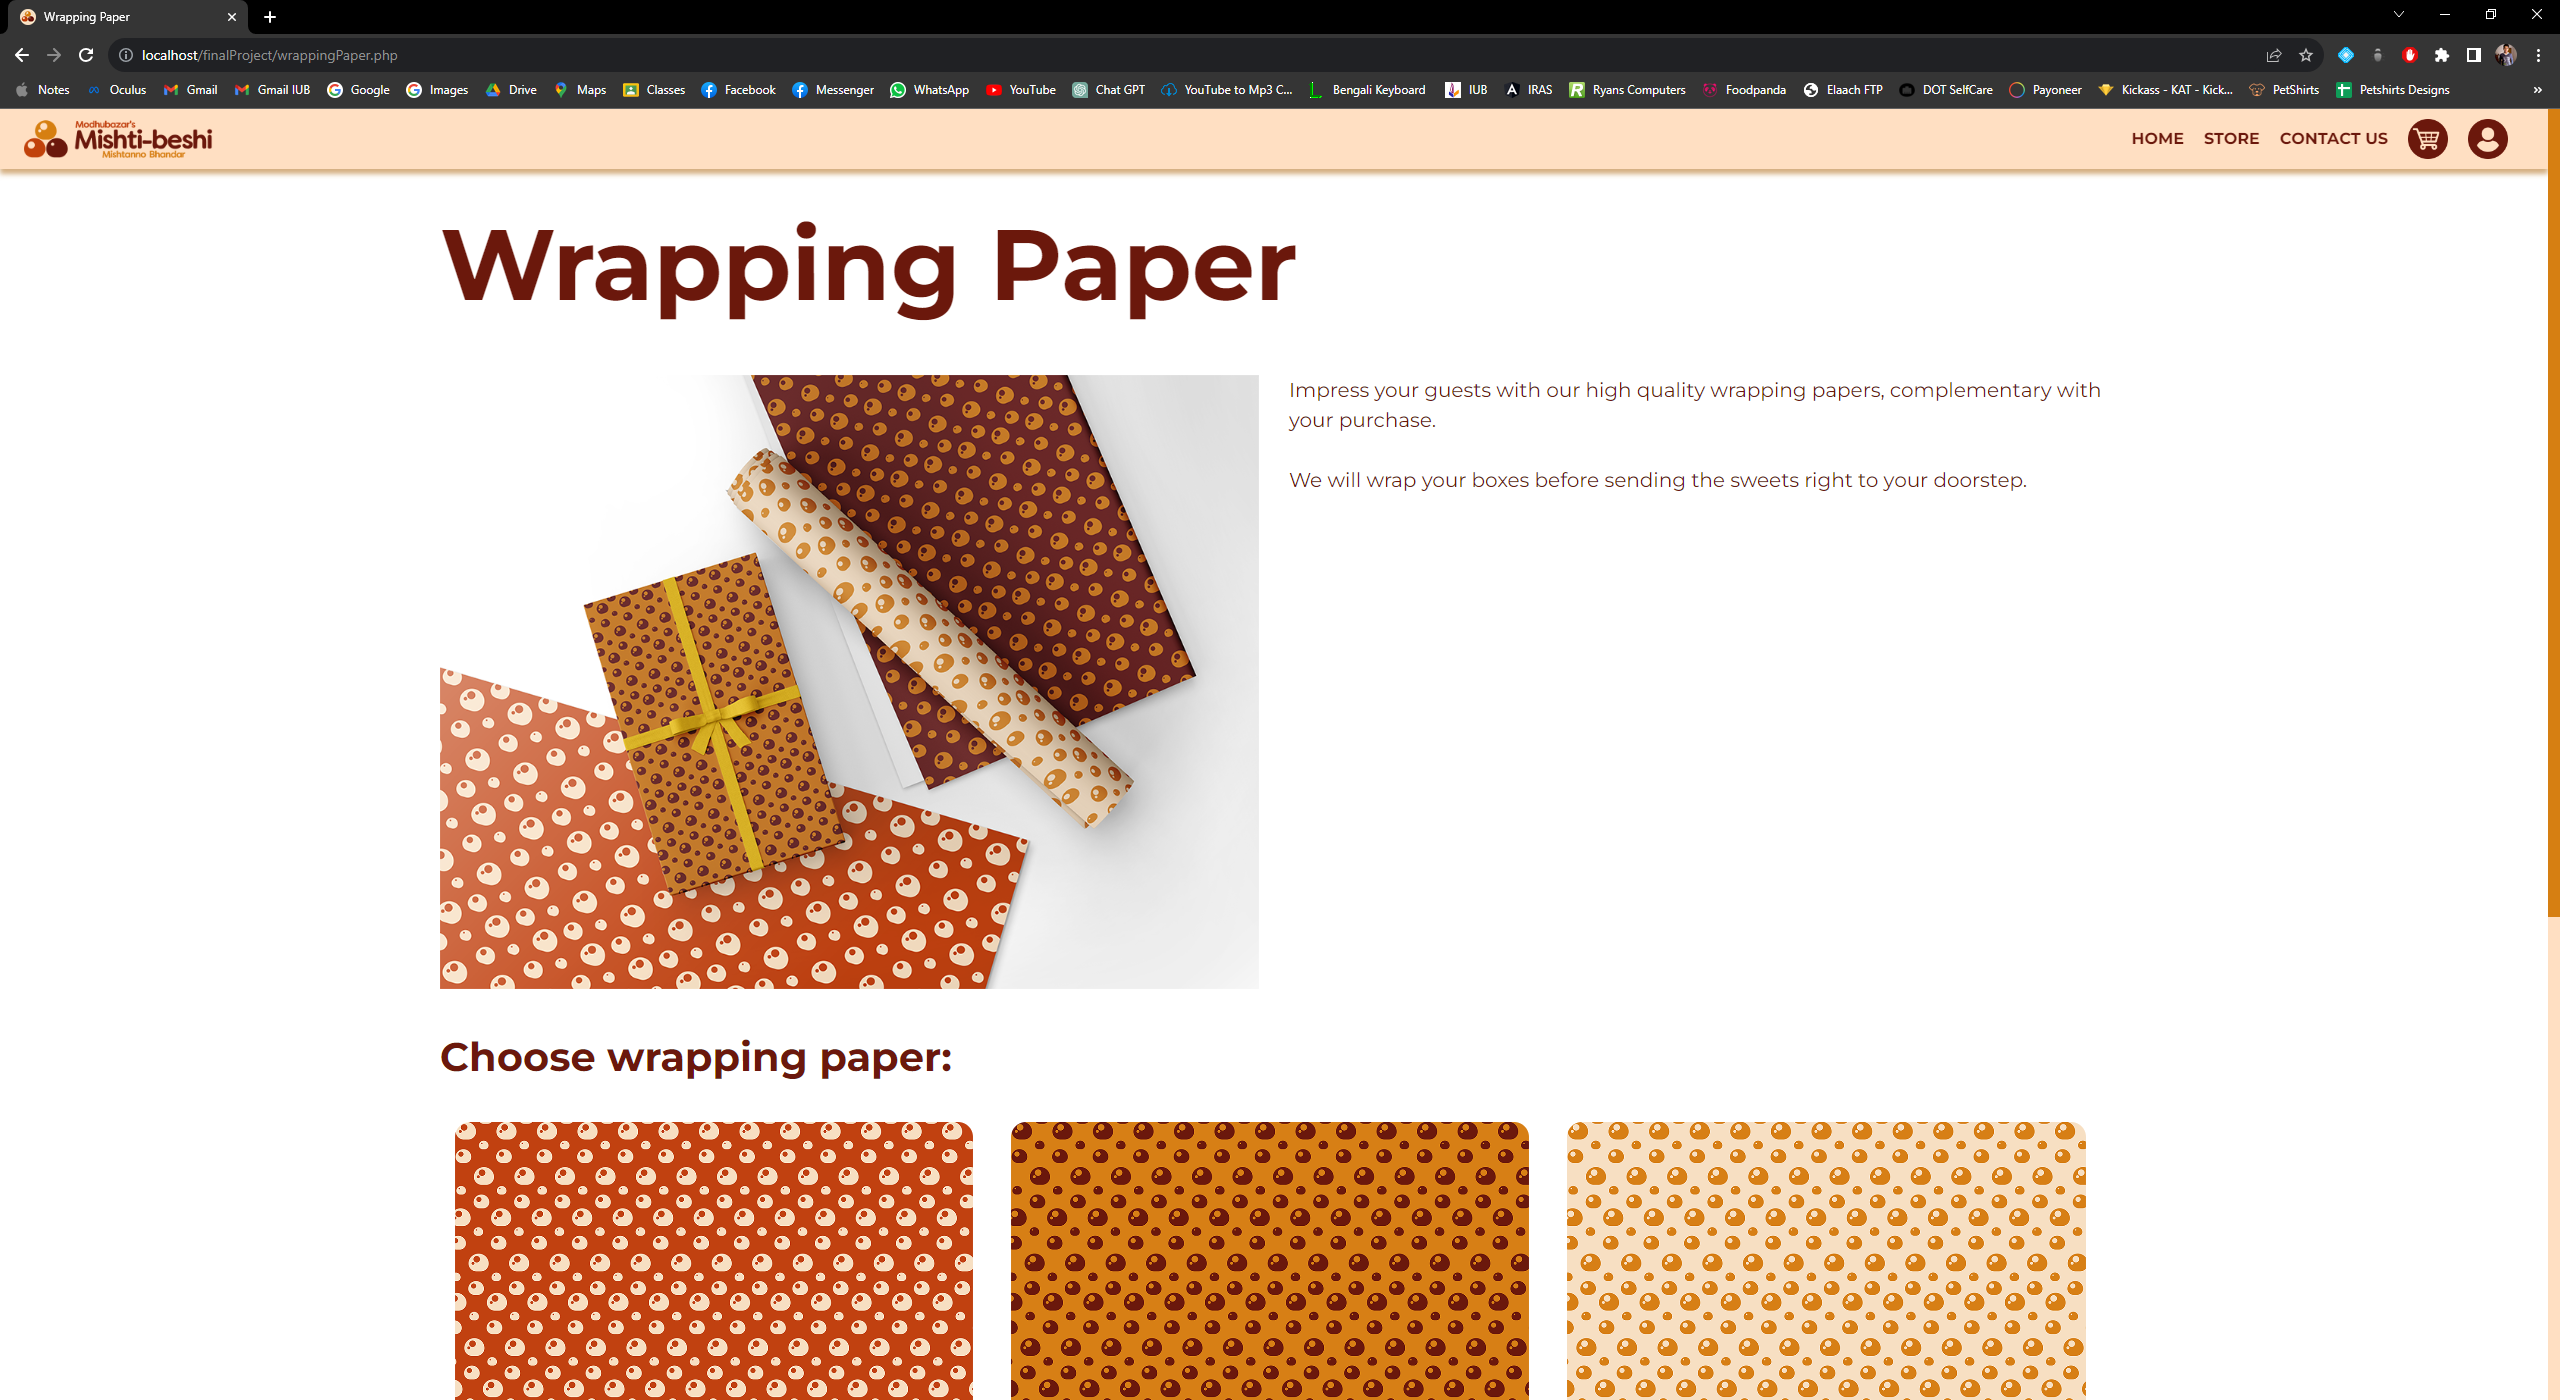 Wrapping Paper
localhost/finalProject/wrappingPaper.php
Notes Oculus Gmail Gmail IUB Google Images Drive Maps Classes Facebook Messenger WhatsApp YouTube Chat GPT YouTube to Mp3 C... Bengali Keyboard IUB IRAS Ryans Computers Foodpanda Elaach FTP DOT SelfCare Payoneer Kickass - KAT - Kick... PetShirts Petshirts Designs »
Modhubazar's
Mishti-beshi
Mishtanno Bhandar
HOME STORE CONTACT US
Wrapping Paper
Impress your guests with our high quality wrapping papers, complementary with
your purchase.
We will wrap your boxes before sending the sweets right to your doorstep.
Choose wrapping paper: